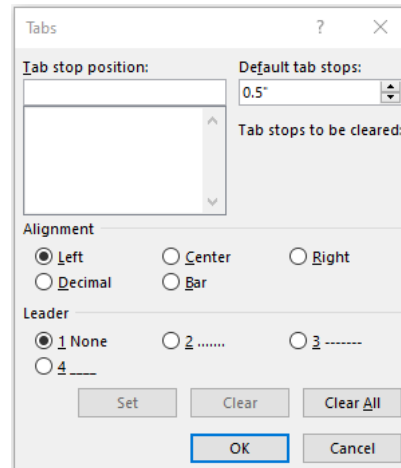 Tabs ?
Tab stop position: Default tab stops:
0.5"
Tab stops to be cleared:
Alignment
Left Center Right
Decimal Bar
Leader
1 None 2 ....... 3 -------
4 ____
Set Clear Clear All
OK Cancel